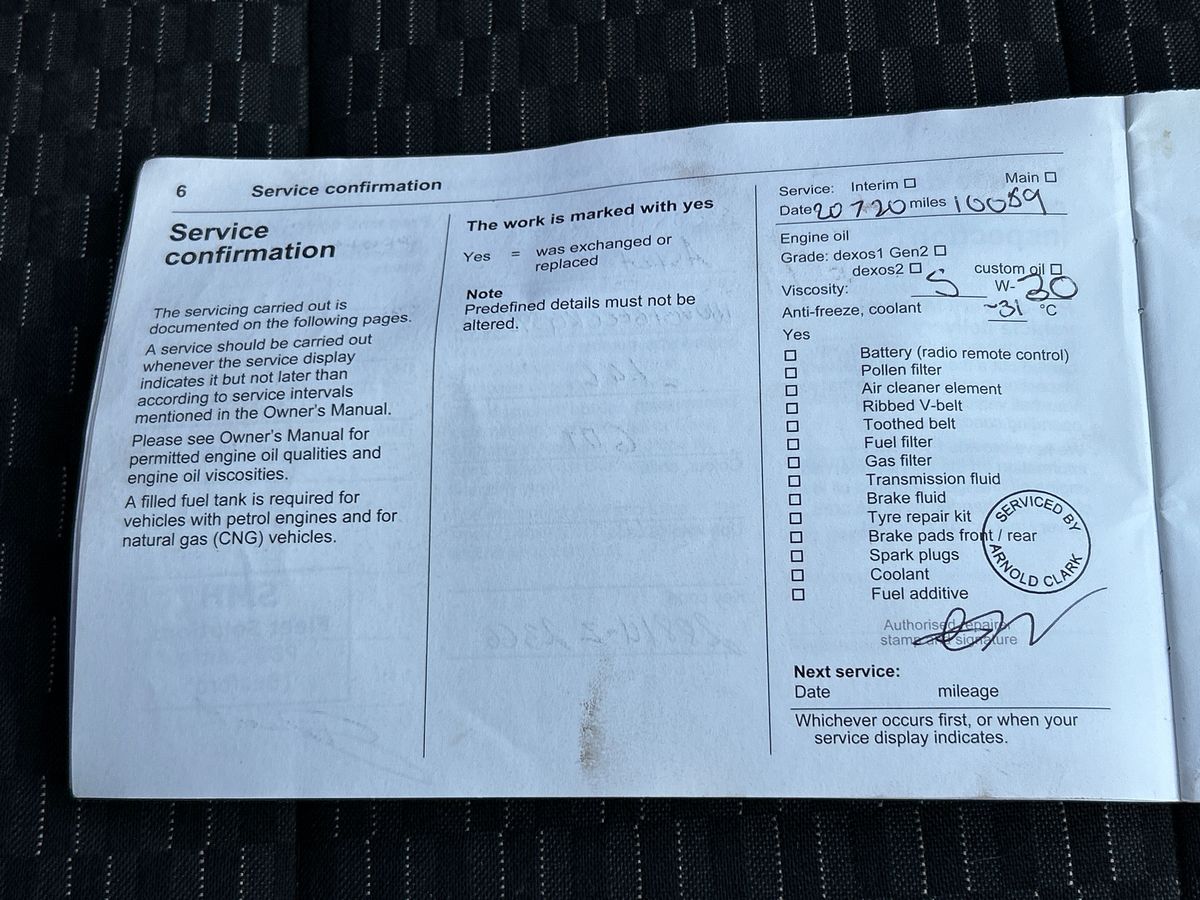 6 Service confirmation
Service
confirmation
The servicing carried out is
documented on the following pages.
A service should be carried out
whenever the service display
indicates it but not later than
according to service intervals
mentioned in the Owner's Manual.
Please see Owner's Manual for
permitted engine oil qualities and
engine oil viscosities.
A filled fuel tank is required for
vehicles with petrol engines and for
natural gas (CNG) vehicles.
The work is marked with yes
Yes = was exchanged or
replaced
Note
Predefined details must not be
altered.
Service: Interim Main
Date 20 7 20 miles 10089
Engine oil
Grade: dexos1 Gen2
dexos2 custom oil
Viscosity: 5 W- 30
Anti-freeze, coolant -31 °C
Yes
Battery (radio remote control)
Pollen filter
Air cleaner element
Ribbed V-belt
Toothed belt
Fuel filter
Gas filter
Transmission fluid
Brake fluid
Tyre repair kit
Brake pads front / rear
Spark plugs
Coolant
Fuel additive
SERVICED BY
ARNOLD CLARK
Authorised repairer
stamp and signature
Next service:
Date mileage
Whichever occurs first, or when your
service display indicates.